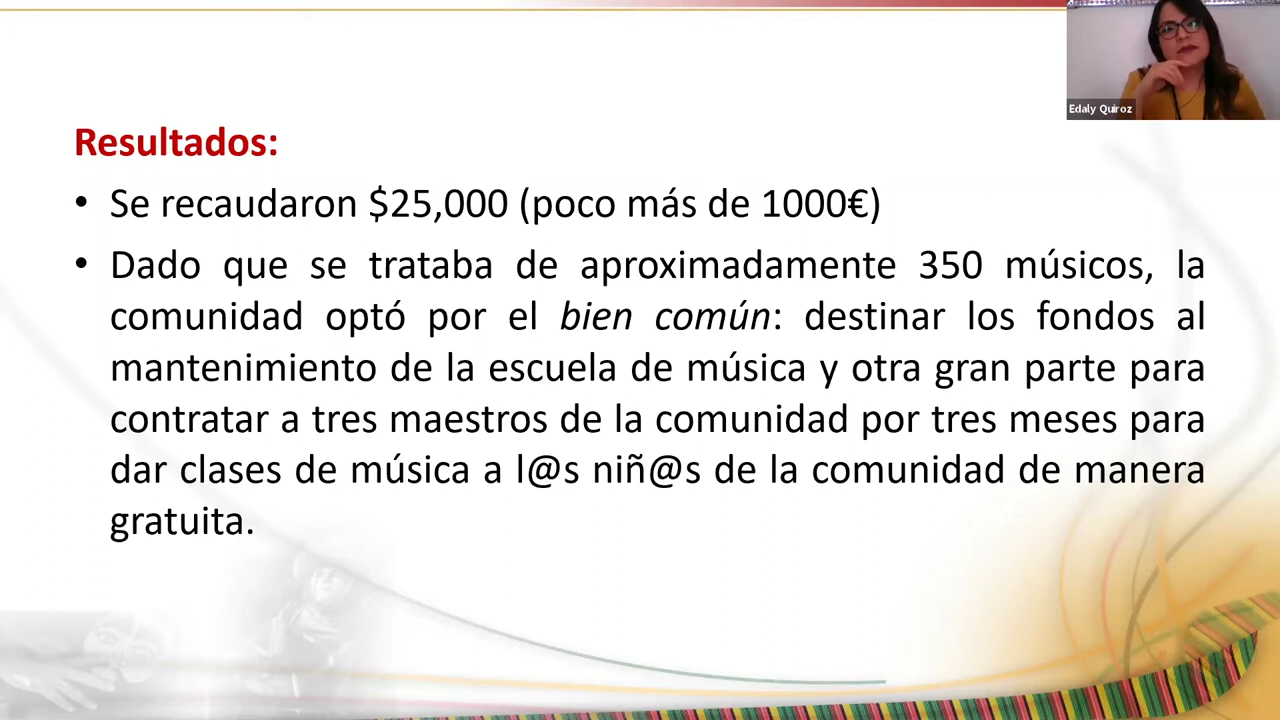 Edaly Quiroz
Resultados:
• Se recaudaron $25,000 (poco más de 1000€)
• Dado que se trataba de aproximadamente 350 músicos, la
comunidad optó por el bien común: destinar los fondos al
mantenimiento de la escuela de música y otra gran parte para
contratar a tres maestros de la comunidad por tres meses para
dar clases de música a l@s niñ@s de la comunidad de manera
gratuita.